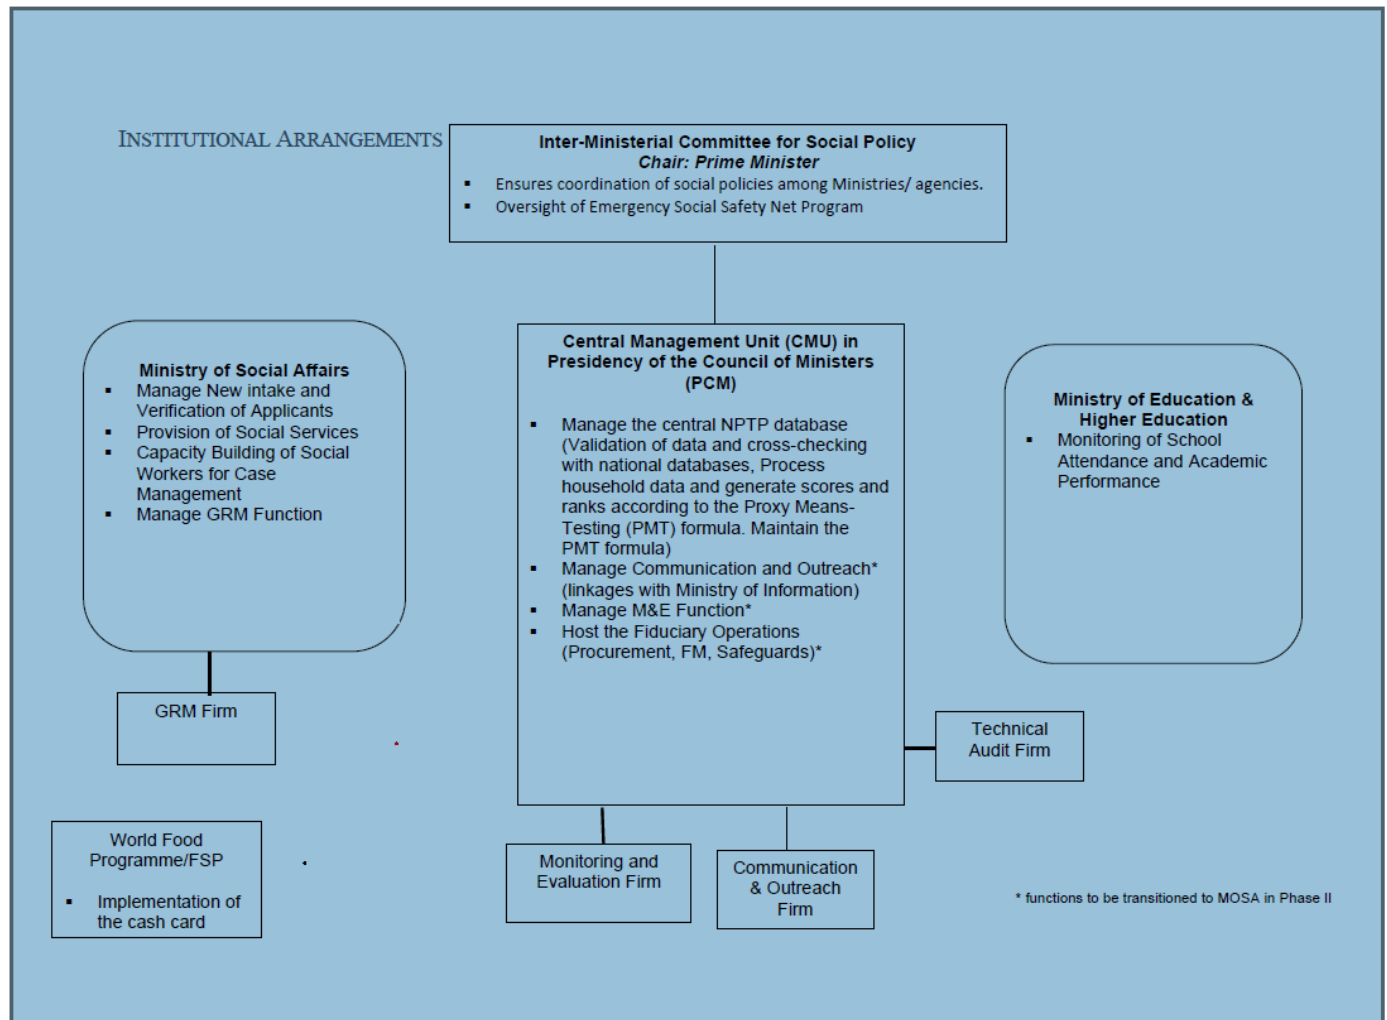 INSTITUTIONAL ARRANGEMENTS
Inter-Ministerial Committee for Social Policy
Chair: Prime Minister
▪ Ensures coordination of social policies among Ministries/ agencies.
▪ Oversight of Emergency Social Safety Net Program
Ministry of Social Affairs
▪ Manage New intake and
Verification of Applicants
▪ Provision of Social Services
▪ Capacity Building of Social
Workers for Case
Management
▪ Manage GRM Function
Central Management Unit (CMU) in
Presidency of the Council of Ministers
(PCM)
▪ Manage the central NPTP database
(Validation of data and cross-checking
with national databases, Process
household data and generate scores and
ranks according to the Proxy Means-
Testing (PMT) formula. Maintain the
PMT formula)
▪ Manage Communication and Outreach*
(linkages with Ministry of Information)
▪ Manage M&E Function*
▪ Host the Fiduciary Operations
(Procurement, FM, Safeguards)*
Ministry of Education &
Higher Education
▪ Monitoring of School
Attendance and Academic
Performance
GRM Firm
Technical
Audit Firm
World Food
Programme/FSP
▪ Implementation of
the cash card
Monitoring and
Evaluation Firm
Communication
& Outreach
Firm
* functions to be transitioned to MOSA in Phase II